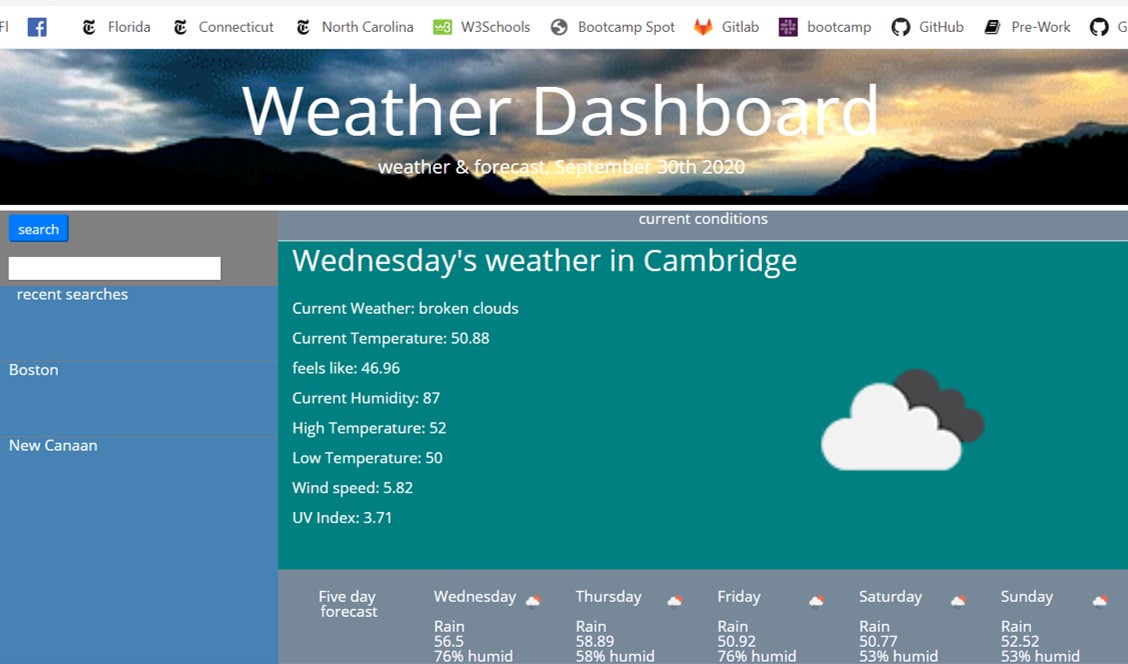 FI Florida Connecticut North Carolina W3Schools Bootcamp Spot Gitlab bootcamp GitHub Pre-Work G
Weather Dashboard
weather & forecast, September 30th 2020
search
current conditions
recent searches
Boston
New Canaan
Wednesday's weather in Cambridge
Current Weather: broken clouds
Current Temperature: 50.88
feels like: 46.96
Current Humidity: 87
High Temperature: 52
Low Temperature: 50
Wind speed: 5.82
UV Index: 3.71
Five day
forecast
Wednesday
Rain
56.5
76% humid
Thursday
Rain
58.89
58% humid
Friday
Rain
50.92
76% humid
Saturday
Rain
50.77
53% humid
Sunday
Rain
52.52
53% humid